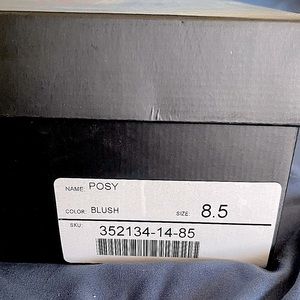 NAME: POSY
COLOR: BLUSH SIZE: 8.5
SKU:
352134-14-85